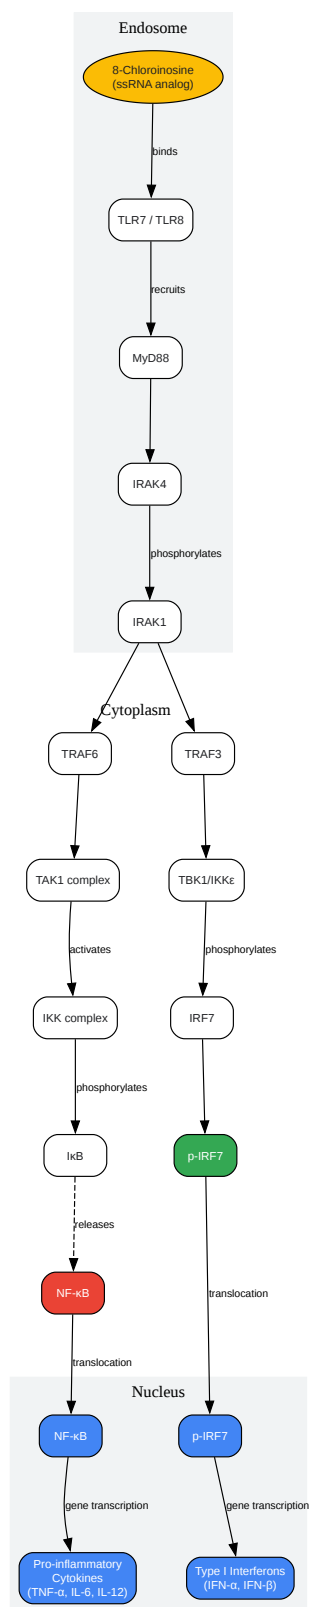 Endosome
8-Chloroinosine
(ssRNA analog)
binds
TLR7 / TLR8
recruits
MyD88
IRAK4
phosphorylates
IRAK1
Cytoplasm
TRAF6
TRAF3
TAK1 complex
TBK1/IKKε
activates
phosphorylates
IKK complex
IRF7
phosphorylates
IκB
p-IRF7
releases
NF-κB
translocation
translocation
Nucleus
NF-κB
p-IRF7
gene transcription
gene transcription
Pro-inflammatory
Cytokines
(TNF-α, IL-6, IL-12)
Type I Interferons
(IFN-α, IFN-β)